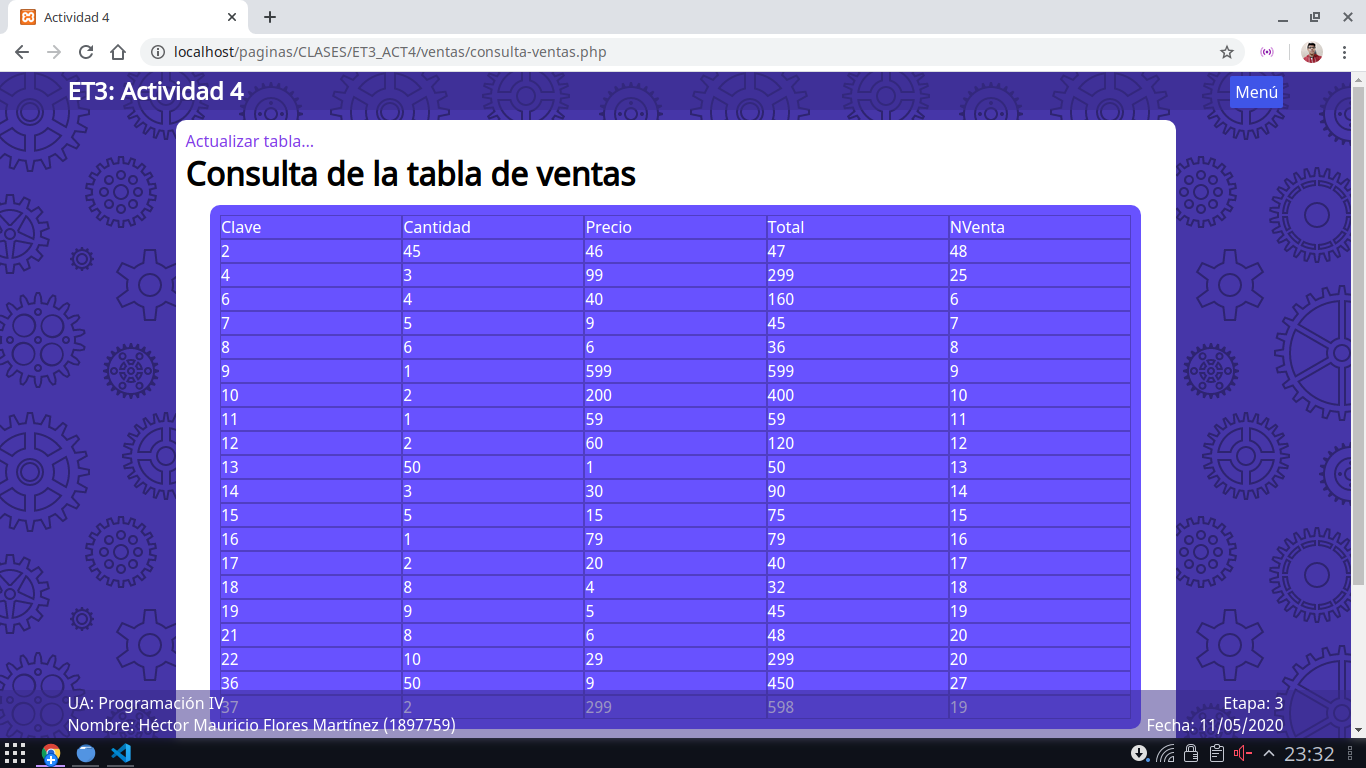 Actividad 4
localhost/paginas/CLASES/ET3_ACT4/ventas/consulta-ventas.php
ET3: Actividad 4 Menú
Actualizar tabla...
Consulta de la tabla de ventas
Clave Cantidad Precio Total NVenta
2 45 46 47 48
4 3 99 299 25
6 4 40 160 6
7 5 9 45 7
8 6 6 36 8
9 1 599 599 9
10 2 200 400 10
11 1 59 59 11
12 2 60 120 12
13 50 1 50 13
14 3 30 90 14
15 5 15 75 15
16 1 79 79 16
17 2 20 40 17
18 8 4 32 18
19 9 5 45 19
21 8 6 48 20
22 10 29 299 20
36 50 9 450 27
37 2 299 598 19
UA: Programación IV Etapa: 3
Nombre: Héctor Mauricio Flores Martínez (1897759) Fecha: 11/05/2020
23:32